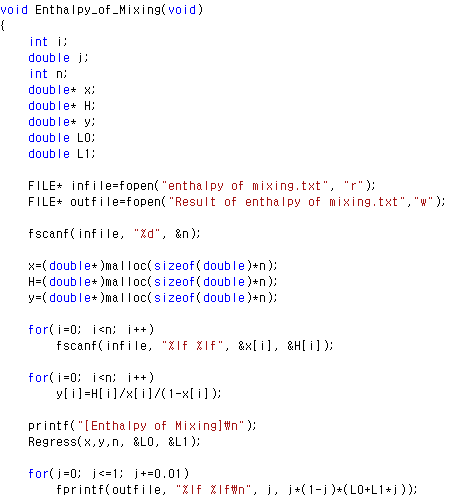 void Enthalpy_of_Mixing(void)
{
    int i;
    double j;
    int n;
    double* x;
    double* H;
    double* y;
    double L0;
    double L1;

    FILE* infile=fopen("enthalpy of mixing.txt", "r");
    FILE* outfile=fopen("Result of enthalpy of mixing.txt","w");

    fscanf(infile, "%d", &n);

    x=(double*)malloc(sizeof(double)*n);
    H=(double*)malloc(sizeof(double)*n);
    y=(double*)malloc(sizeof(double)*n);

    for(i=0; i<n; i++)
        fscanf(infile, "%lf %lf", &x[i], &H[i]);

    for(i=0; i<n; i++)
        y[i]=H[i]/x[i]/(1-x[i]);

    printf("[Enthalpy of Mixing]₩n");
    Regress(x,y,n, &L0, &L1);

    for(j=0; j<=1; j+=0.01)
        fprintf(outfile, "%lf %lf₩n", j, j*(1-j)*(L0+L1*j));